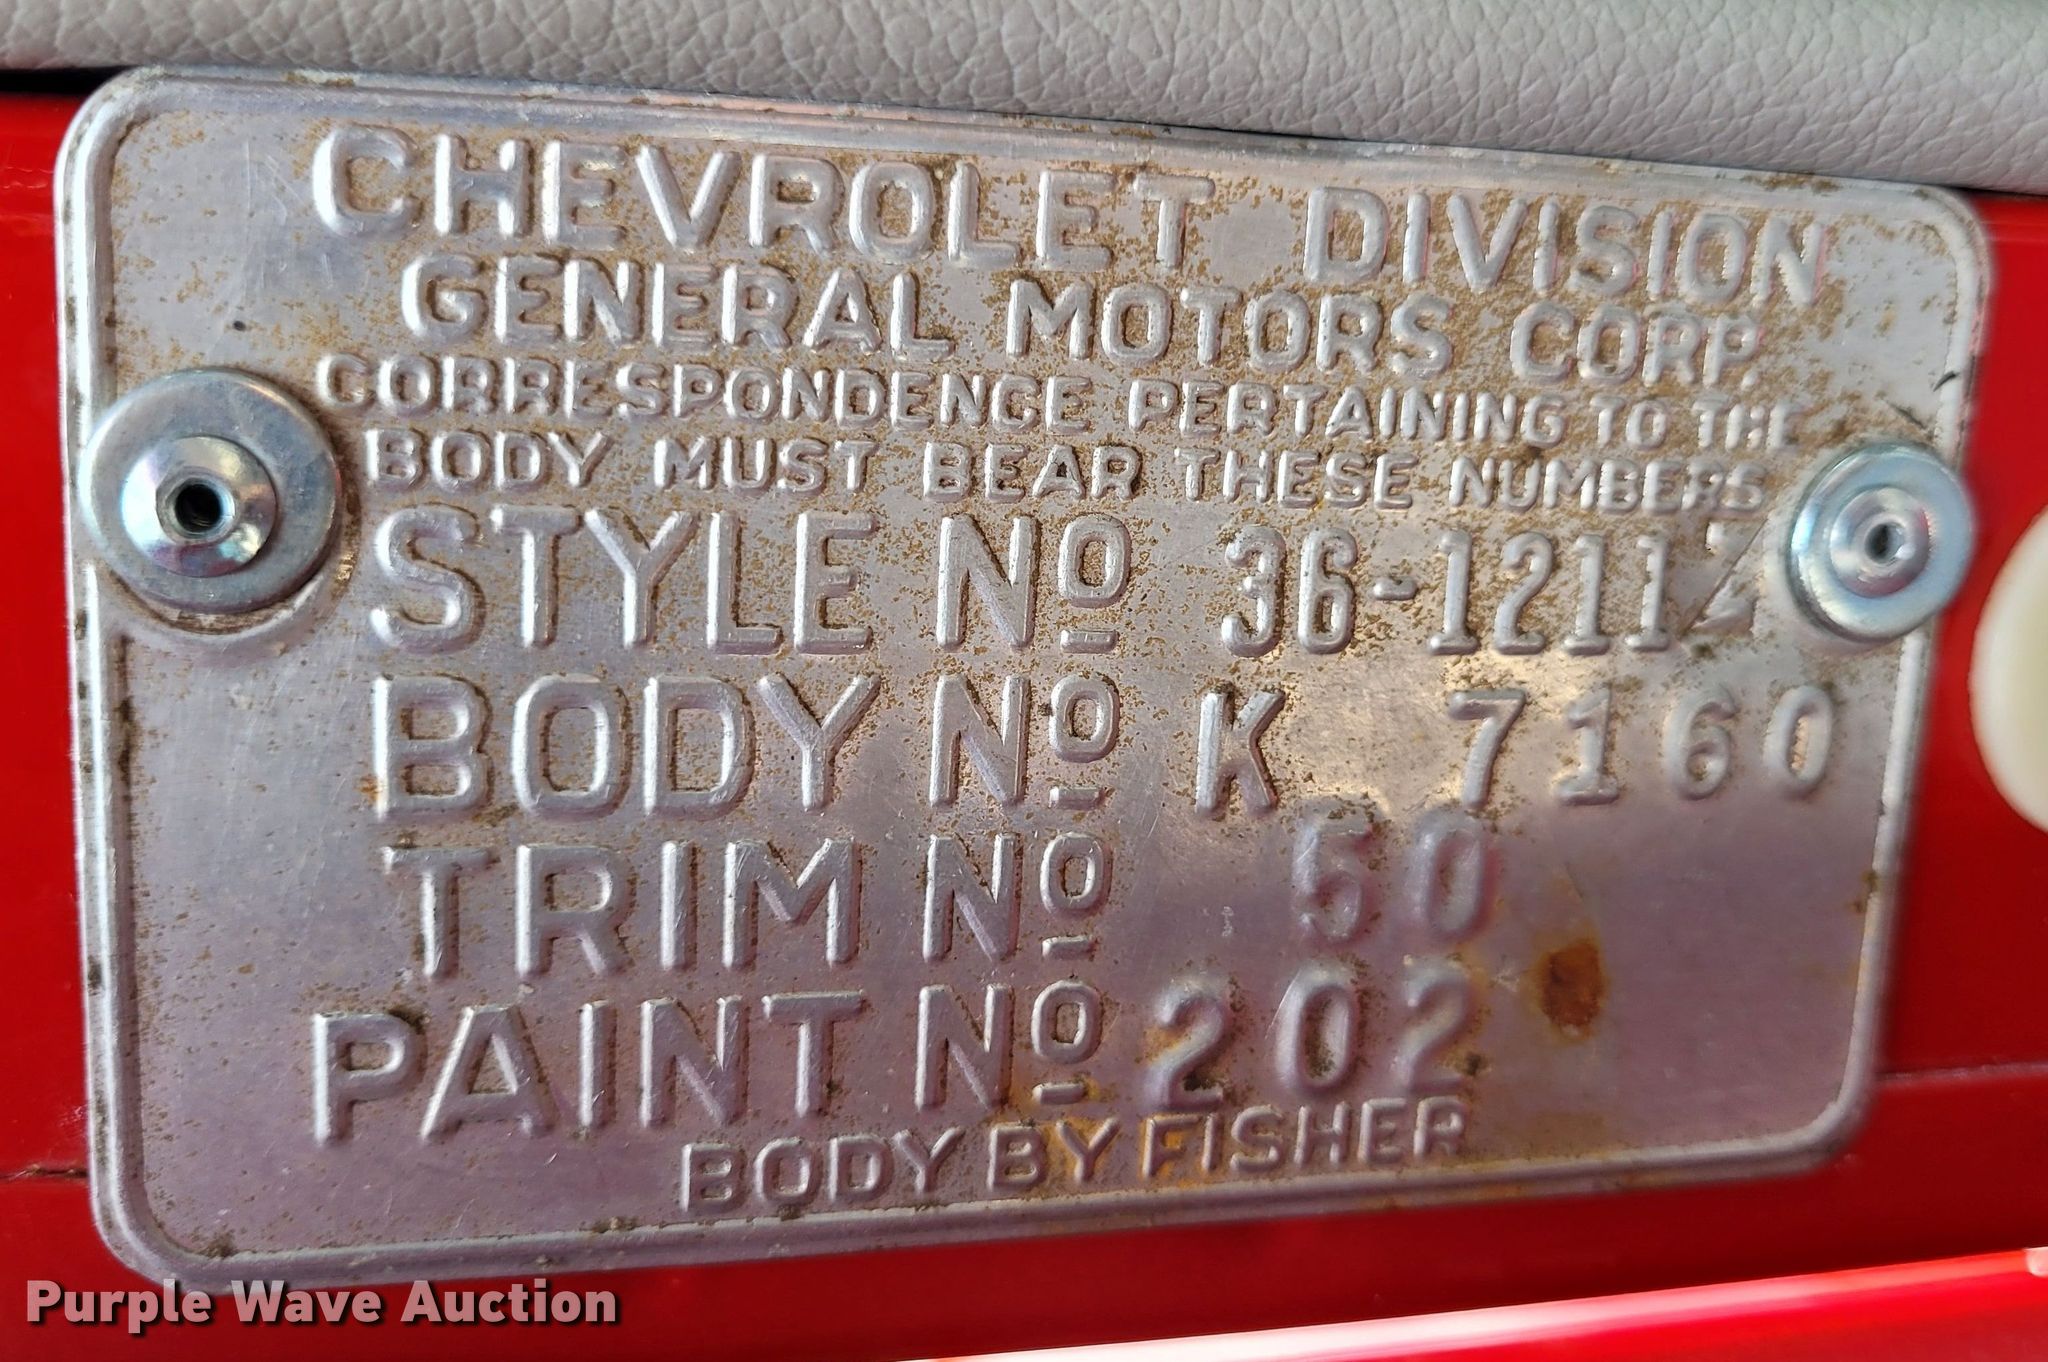 CHEVROLET DIVISION
GENERAL MOTORS CORP.
CORRESPONDENCE PERTAINING TO THE
BODY MUST BEAR THESE NUMBERS
STYLE Nº 36-1211Z
BODY Nº K 7160
TRIM Nº 50
PAINT Nº 202
BODY BY FISHER
Purple Wave Auction